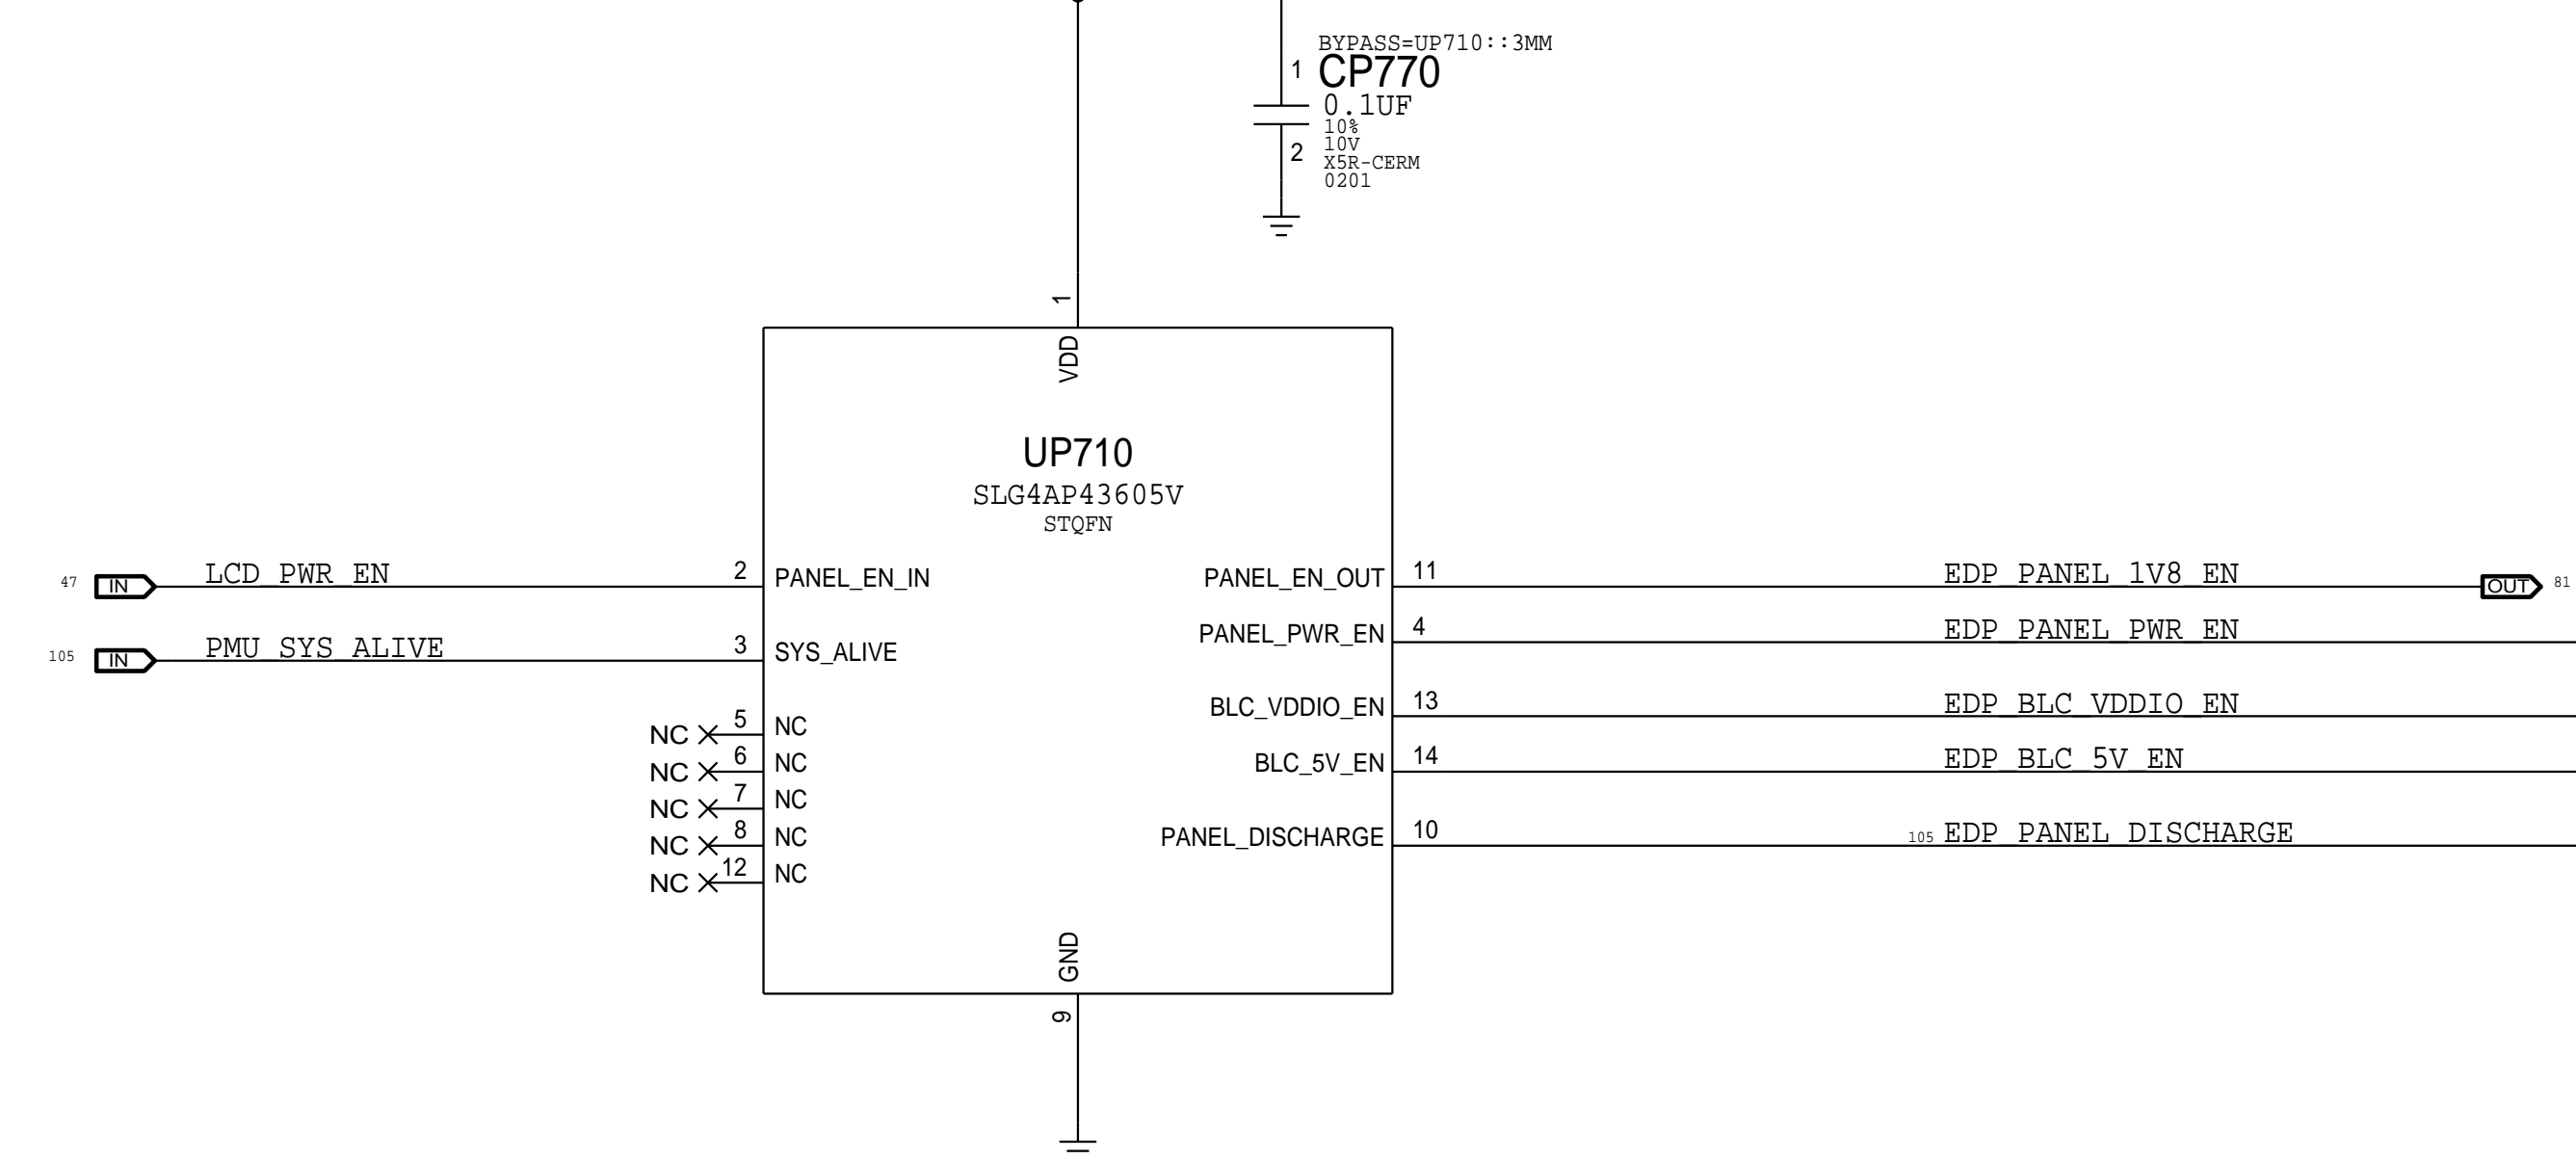 BYPASS=UP710::3MM
1 CP770
0.1UF
10%
10V
2 X5R-CERM
0201
1
VDD
UP710
SLG4AP43605V
STQFN
47 IN LCD_PWR_EN 2 PANEL_EN_IN PANEL_EN_OUT 11 EDP_PANEL_1V8_EN OUT 81
PANEL_PWR_EN 4 EDP_PANEL_PWR_EN
105 IN PMU_SYS_ALIVE 3 SYS_ALIVE
BLC_VDDIO_EN 13 EDP_BLC_VDDIO_EN
NC 5 NC
NC 6 NC BLC_5V_EN 14 EDP_BLC_5V_EN
NC 7 NC
NC 8 NC PANEL_DISCHARGE 10 105 EDP_PANEL_DISCHARGE
NC 12 NC
GND
9